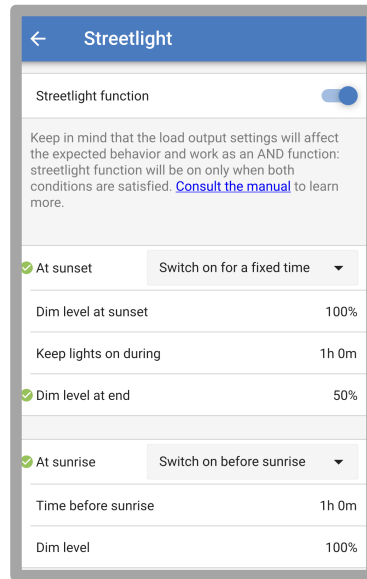 Streetlight
Streetlight function
Keep in mind that the load output settings will affect
the expected behavior and work as an AND function:
streetlight function will be on only when both
conditions are satisfied. Consult the manual to learn
more.
At sunset Switch on for a fixed time
Dim level at sunset 100%
Keep lights on during 1h 0m
Dim level at end 50%
At sunrise Switch on before sunrise
Time before sunrise 1h 0m
Dim level 100%